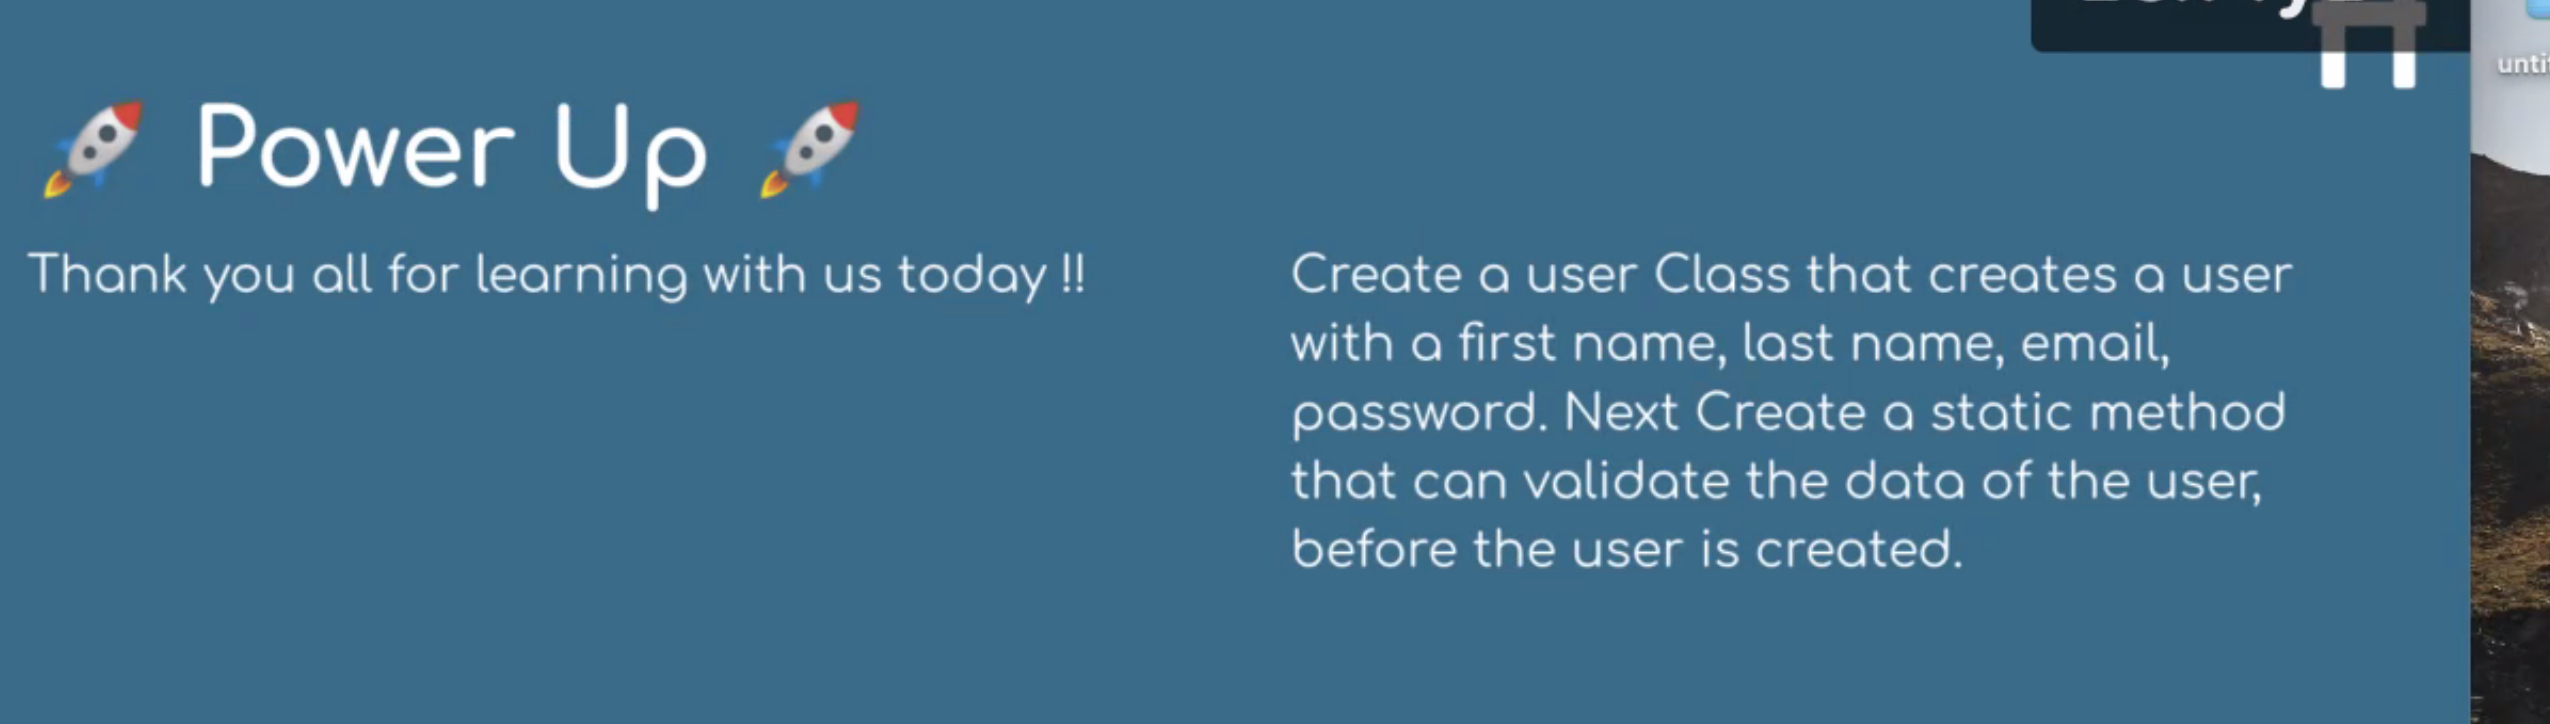 🚀 Power Up 🚀
Thank you all for learning with us today !!
Create a user Class that creates a user
with a first name, last name, email,
password. Next Create a static method
that can validate the data of the user,
before the user is created.